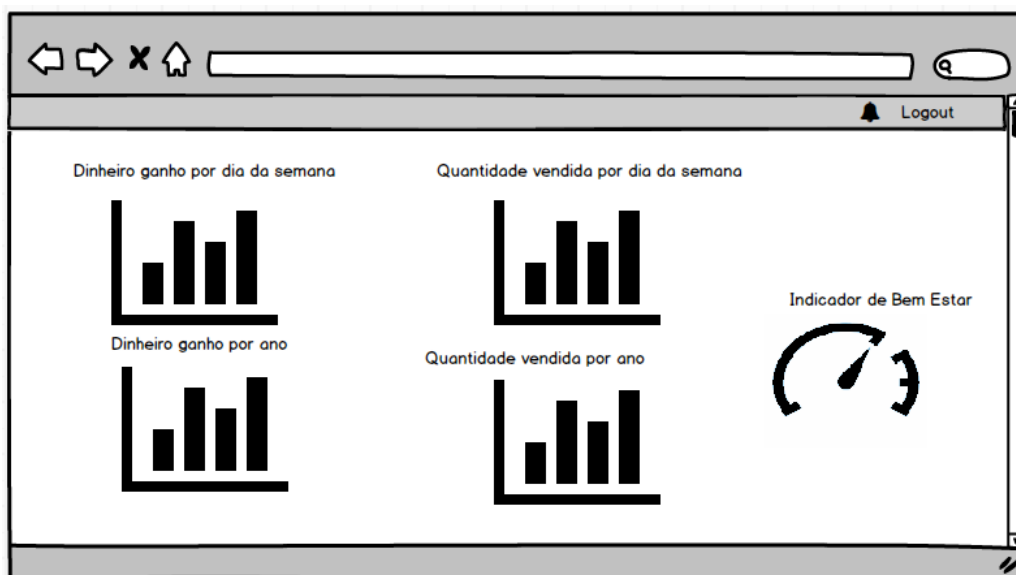 Logout
Dinheiro ganho por dia da semana
Quantidade vendida por dia da semana
Indicador de Bem Estar
Dinheiro ganho por ano
Quantidade vendida por ano